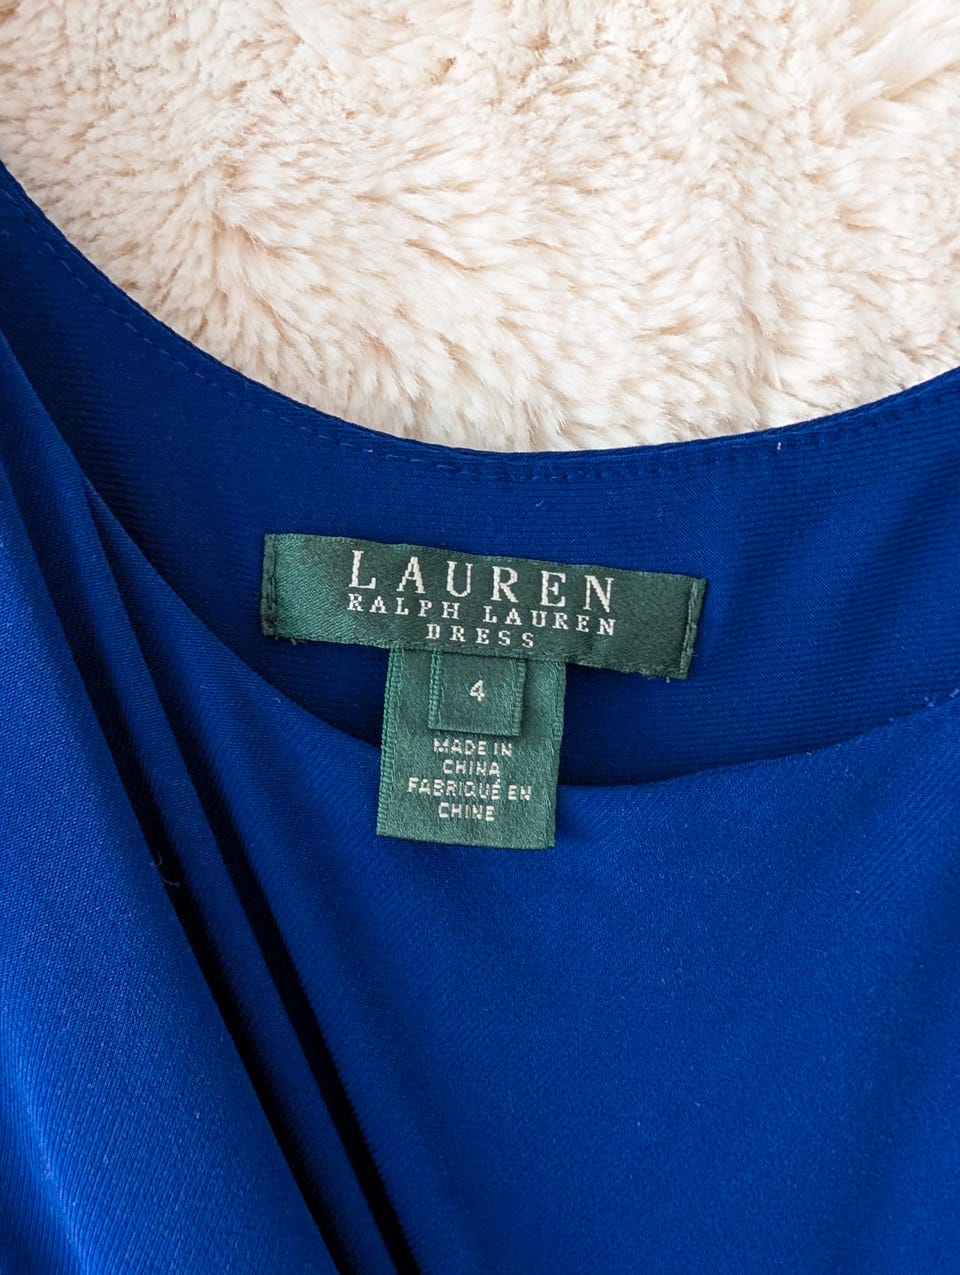 LAUREN
RALPH LAUREN
DRESS
4
MADE IN
CHINA
FABRIQUÉ EN
CHINE